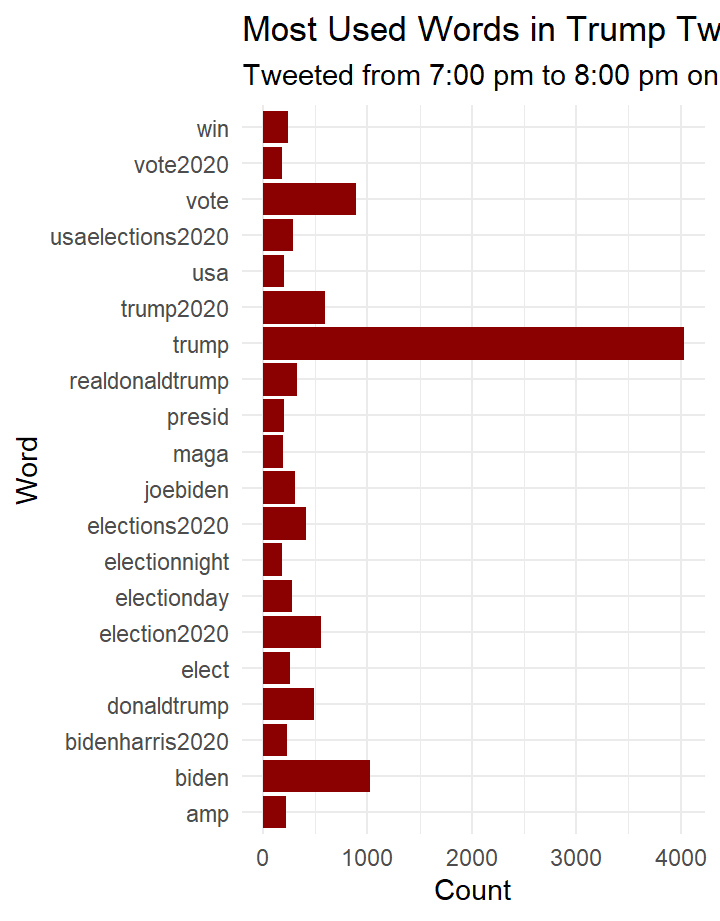 Most Used Words in Trump Tw
Tweeted from 7:00 pm to 8:00 pm on
win
vote2020
vote
usaelections2020
usa
trump2020
trump
realdonaldtrump
presid
maga
joebiden
elections2020
electionnight
electionday
election2020
elect
donaldtrump
bidenharris2020
biden
amp
Word
0 1000 2000 3000 4000
Count